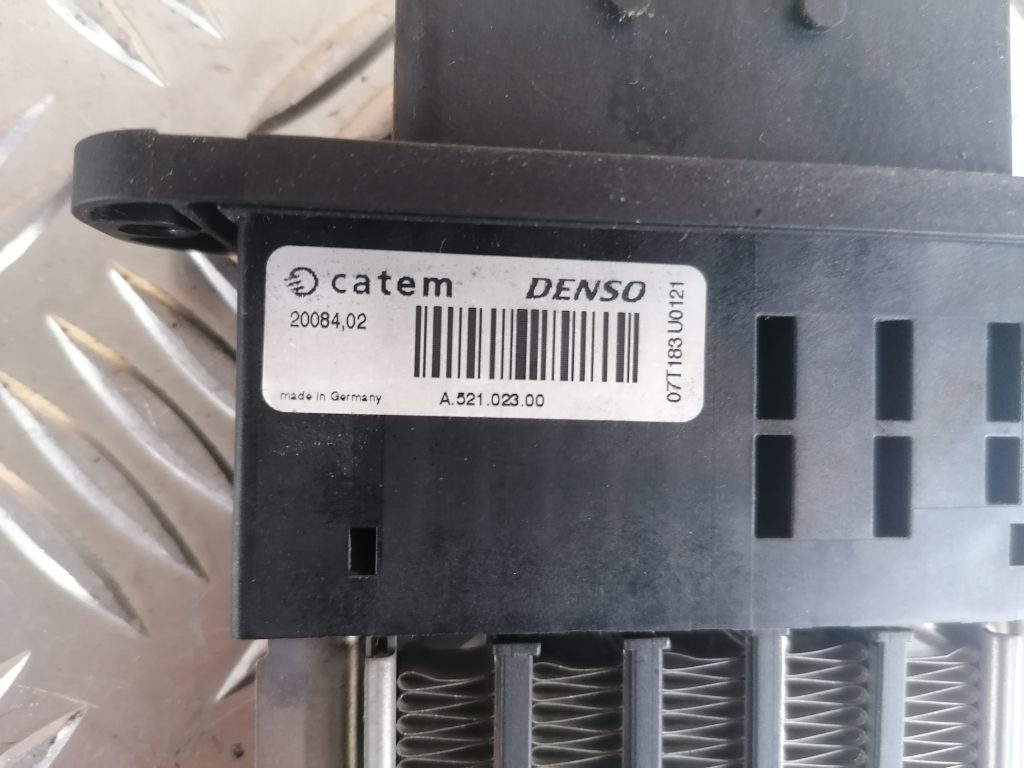 catem DENSO
20084,02
made in Germany A.521.023.00
07T183 U0121